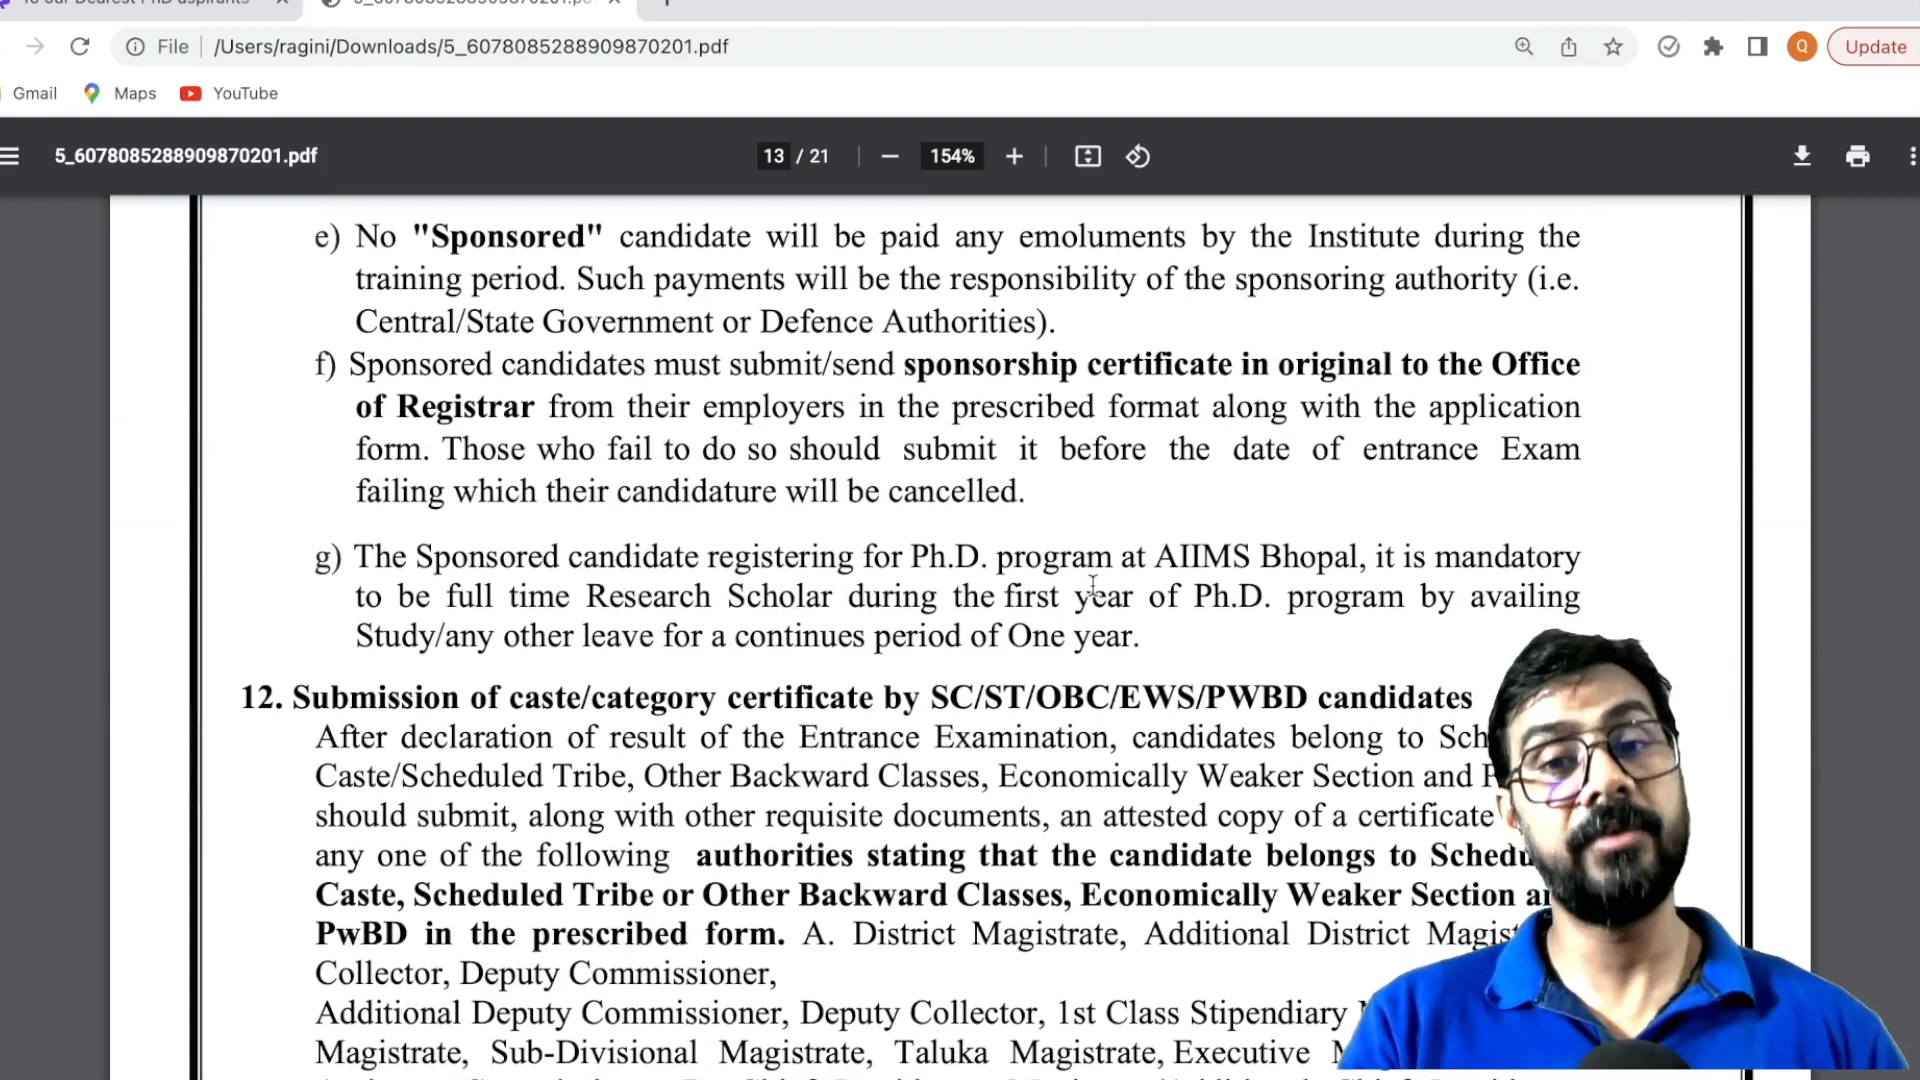 5_6078085288909870201.pdf
File /Users/ragini/Downloads/5_6078085288909870201.pdf
Q
Update
Gmail Maps YouTube
5_6078085288909870201.pdf 13 / 21 154%
e) No "Sponsored" candidate will be paid any emoluments by the Institute during the
training period. Such payments will be the responsibility of the sponsoring authority (i.e.
Central/State Government or Defence Authorities).
f) Sponsored candidates must submit/send sponsorship certificate in original to the Office
of Registrar from their employers in the prescribed format along with the application
form. Those who fail to do so should submit it before the date of entrance Exam
failing which their candidature will be cancelled.
g) The Sponsored candidate registering for Ph.D. program at AIIMS Bhopal, it is mandatory
to be full time Research Scholar during the first year of Ph.D. program by availing
Study/any other leave for a continues period of One year.
12. Submission of caste/category certificate by SC/ST/OBC/EWS/PWBD candidates
After declaration of result of the Entrance Examination, candidates belong to Sch
Caste/Scheduled Tribe, Other Backward Classes, Economically Weaker Section and P
should submit, along with other requisite documents, an attested copy of a certificate
any one of the following authorities stating that the candidate belongs to Schedu
Caste, Scheduled Tribe or Other Backward Classes, Economically Weaker Section an
PwBD in the prescribed form. A. District Magistrate, Additional District Magist
Collector, Deputy Commissioner,
Additional Deputy Commissioner, Deputy Collector, 1st Class Stipendiary
Magistrate, Sub-Divisional Magistrate, Taluka Magistrate, Executive